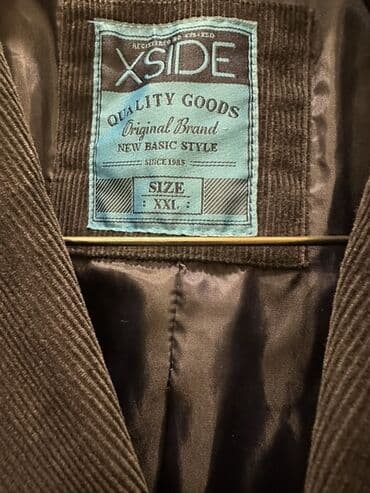 XSIDE
QUALITY GOODS
Original Brand
NEW BASIC STYLE
SINCE 1985
SIZE
: XXL :